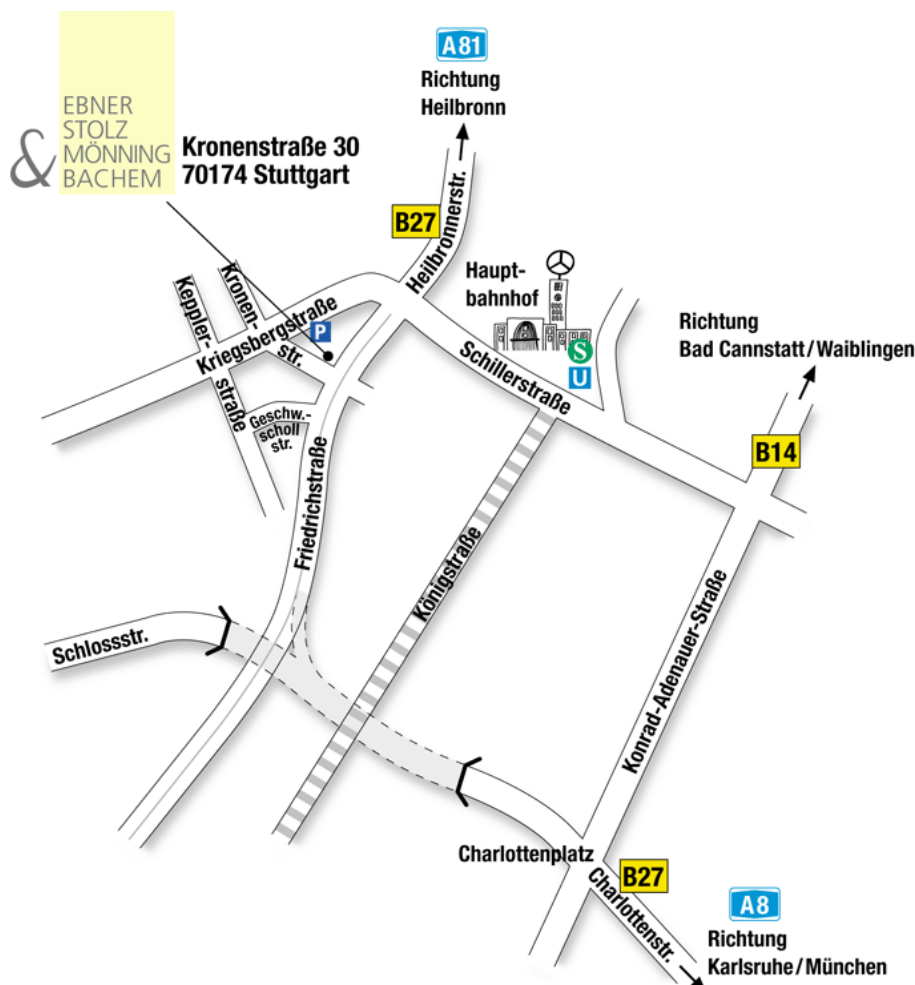 A81
Richtung
Heilbronn
EBNER
STOLZ
MÖNNING
& BACHEM
Kronenstraße 30
70174 Stuttgart
B27
Heilbronnerstr.
Haupt-
bahnhof
Kronen-
str.
Keppler-
straße
Kriegsbergstraße
P
S
U
Schillerstraße
Richtung
Bad Cannstatt/Waiblingen
B14
Geschw.-
scholl
str.
Friedrichstraße
Königstraße
Konrad-Adenauer-Straße
Schlossstr.
Charlottenplatz
B27
Charlottenstr.
A8
Richtung
Karlsruhe/München